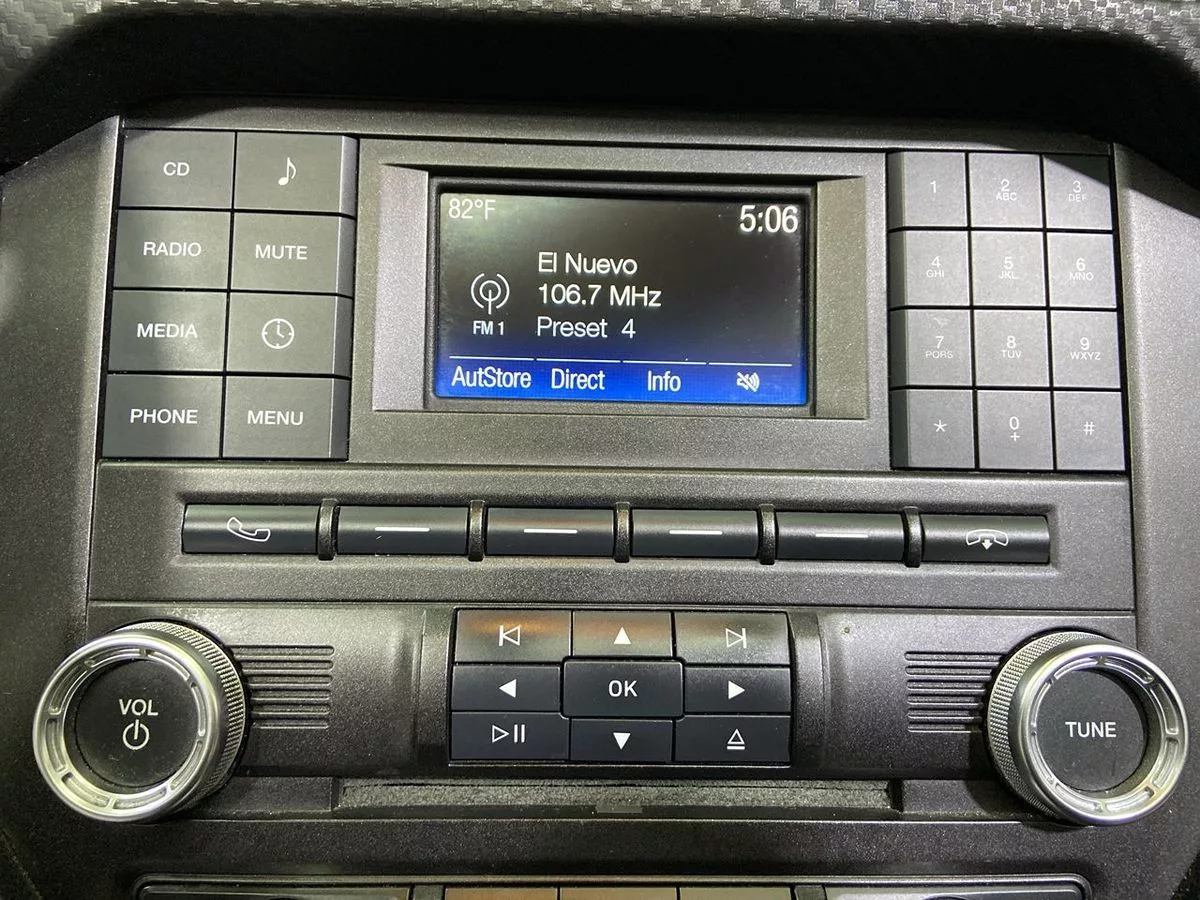 CD
RADIO
MUTE
MEDIA
PHONE
MENU
82°F
5:06
El Nuevo
106.7 MHz
FM 1
Preset 4
AutStore Direct Info
1
2
ABC
3
DEF
4
GHI
5
JKL
6
MNO
7
PQRS
8
TUV
9
WXYZ
*
0
+
#
OK
VOL
TUNE